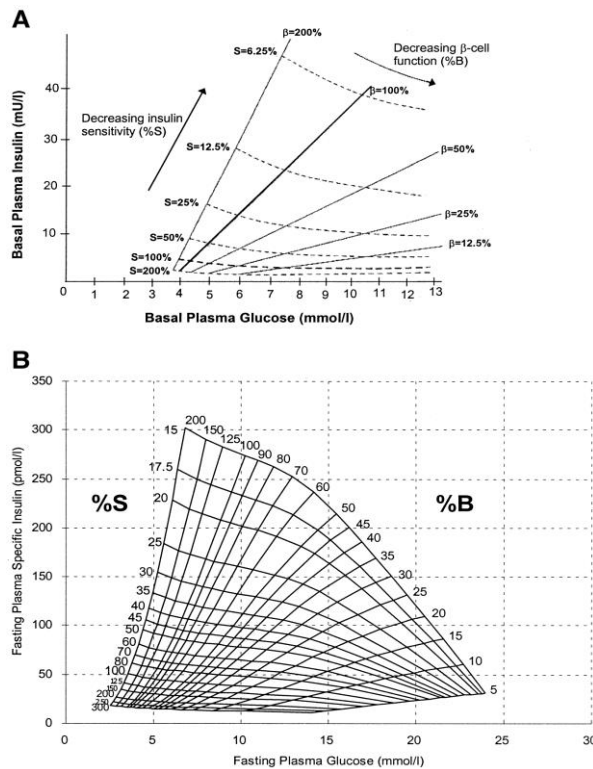 A
Basal Plasma Insulin (mU/l)
40
30
20
10
0
Decreasing insulin
sensitivity (%S)
Decreasing β-cell
function (%B)
β=200%
S=6.25%
β=100%
S=12.5%
β=50%
S=25%
β=25%
S=50%
β=12.5%
S=100%
S=200%
1 2 3 4 5 6 7 8 9 10 11 12 13
Basal Plasma Glucose (mmol/l)
B
Fasting Plasma Specific Insulin (pmol/l)
350
300
250
200
150
100
50
0
%S
%B
15
17.5
20
25
30
35
40
45
50
60
70
80
100
125
150
200
250
300
200
150
125
100
90
80
70
60
50
45
40
35
30
25
20
15
10
5
0 5 10 15 20 25 30
Fasting Plasma Glucose (mmol/l)